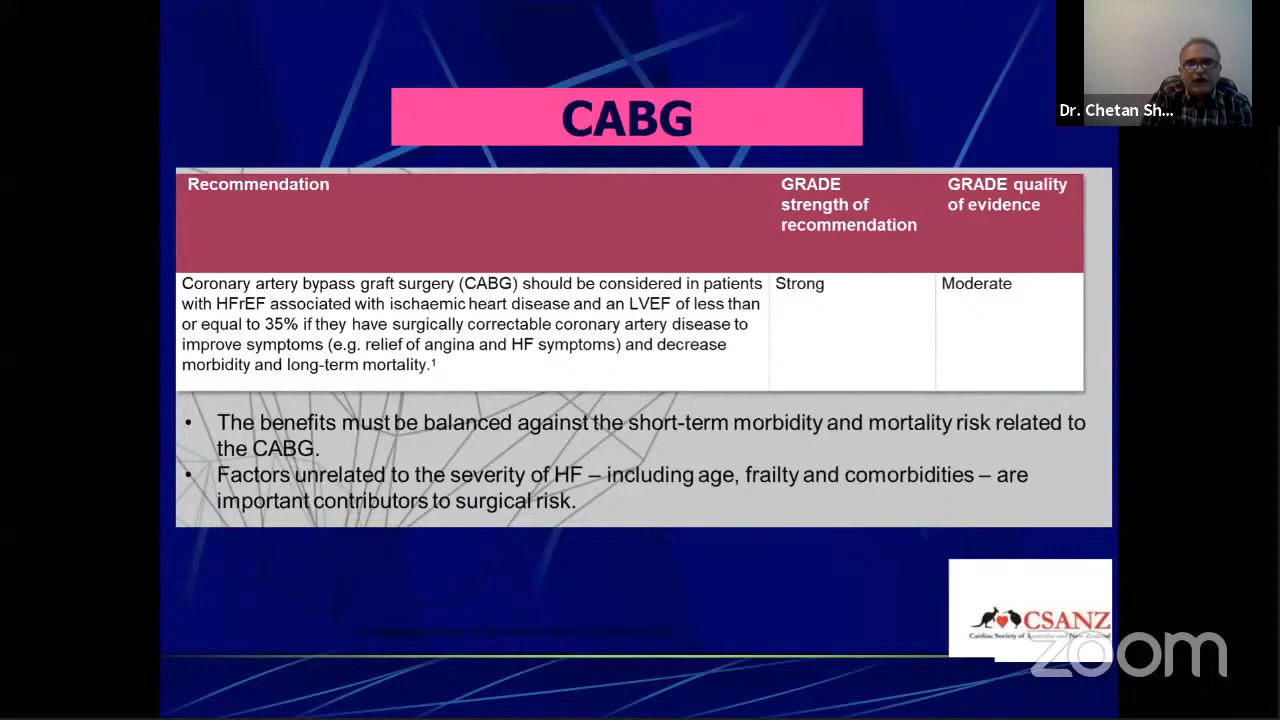 CABG
Dr. Chetan Sh...
Recommendation
GRADE
strength of
recommendation
GRADE quality
of evidence
Coronary artery bypass graft surgery (CABG) should be considered in patients
with HFrEF associated with ischaemic heart disease and an LVEF of less than
or equal to 35% if they have surgically correctable coronary artery disease to
improve symptoms (e.g. relief of angina and HF symptoms) and decrease
morbidity and long-term mortality.¹
Strong
Moderate
• The benefits must be balanced against the short-term morbidity and mortality risk related to
the CABG.
• Factors unrelated to the severity of HF – including age, frailty and comorbidities – are
important contributors to surgical risk.
CSANZ
Cardiac Society of Australia and New Zealand
zoom